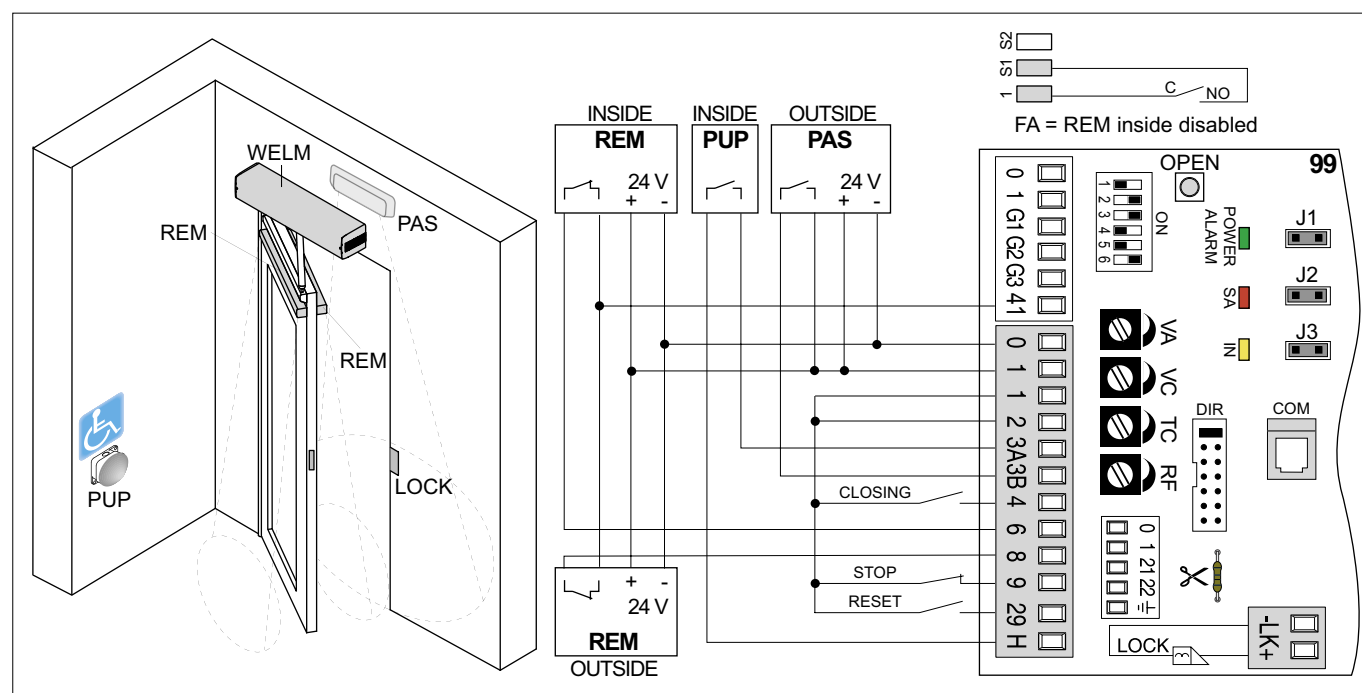 WELM
PAS
REM
REM
LOCK
PUP
INSIDE
REM
24 V
+ -
INSIDE
PUP
OUTSIDE
PAS
24 V
+ -
S2
S1
1
C NO
FA = REM inside disabled
99
0
1
G1
G2
G3
41
0
1
1
2
3A
3B
4
6
8
9
29
H
CLOSING
STOP
RESET
+ -
24 V
REM
OUTSIDE
1
2
3
4
5
6
ON
OPEN
POWER
ALARM
SA
IN
J1
J2
J3
VA
VC
TC
RF
DIR
COM
0
1
21
22
LOCK
-LK+